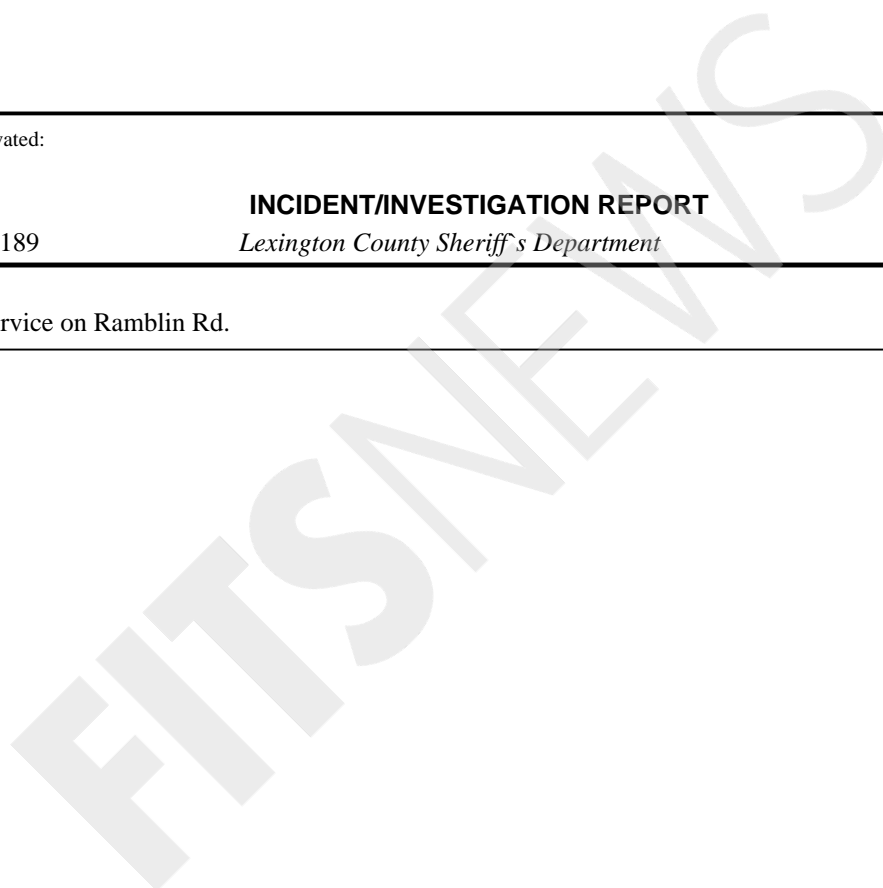 vated:
INCIDENT/INVESTIGATION REPORT
189 Lexington County Sheriff`s Department
rvice on Ramblin Rd.
FITSNEWS